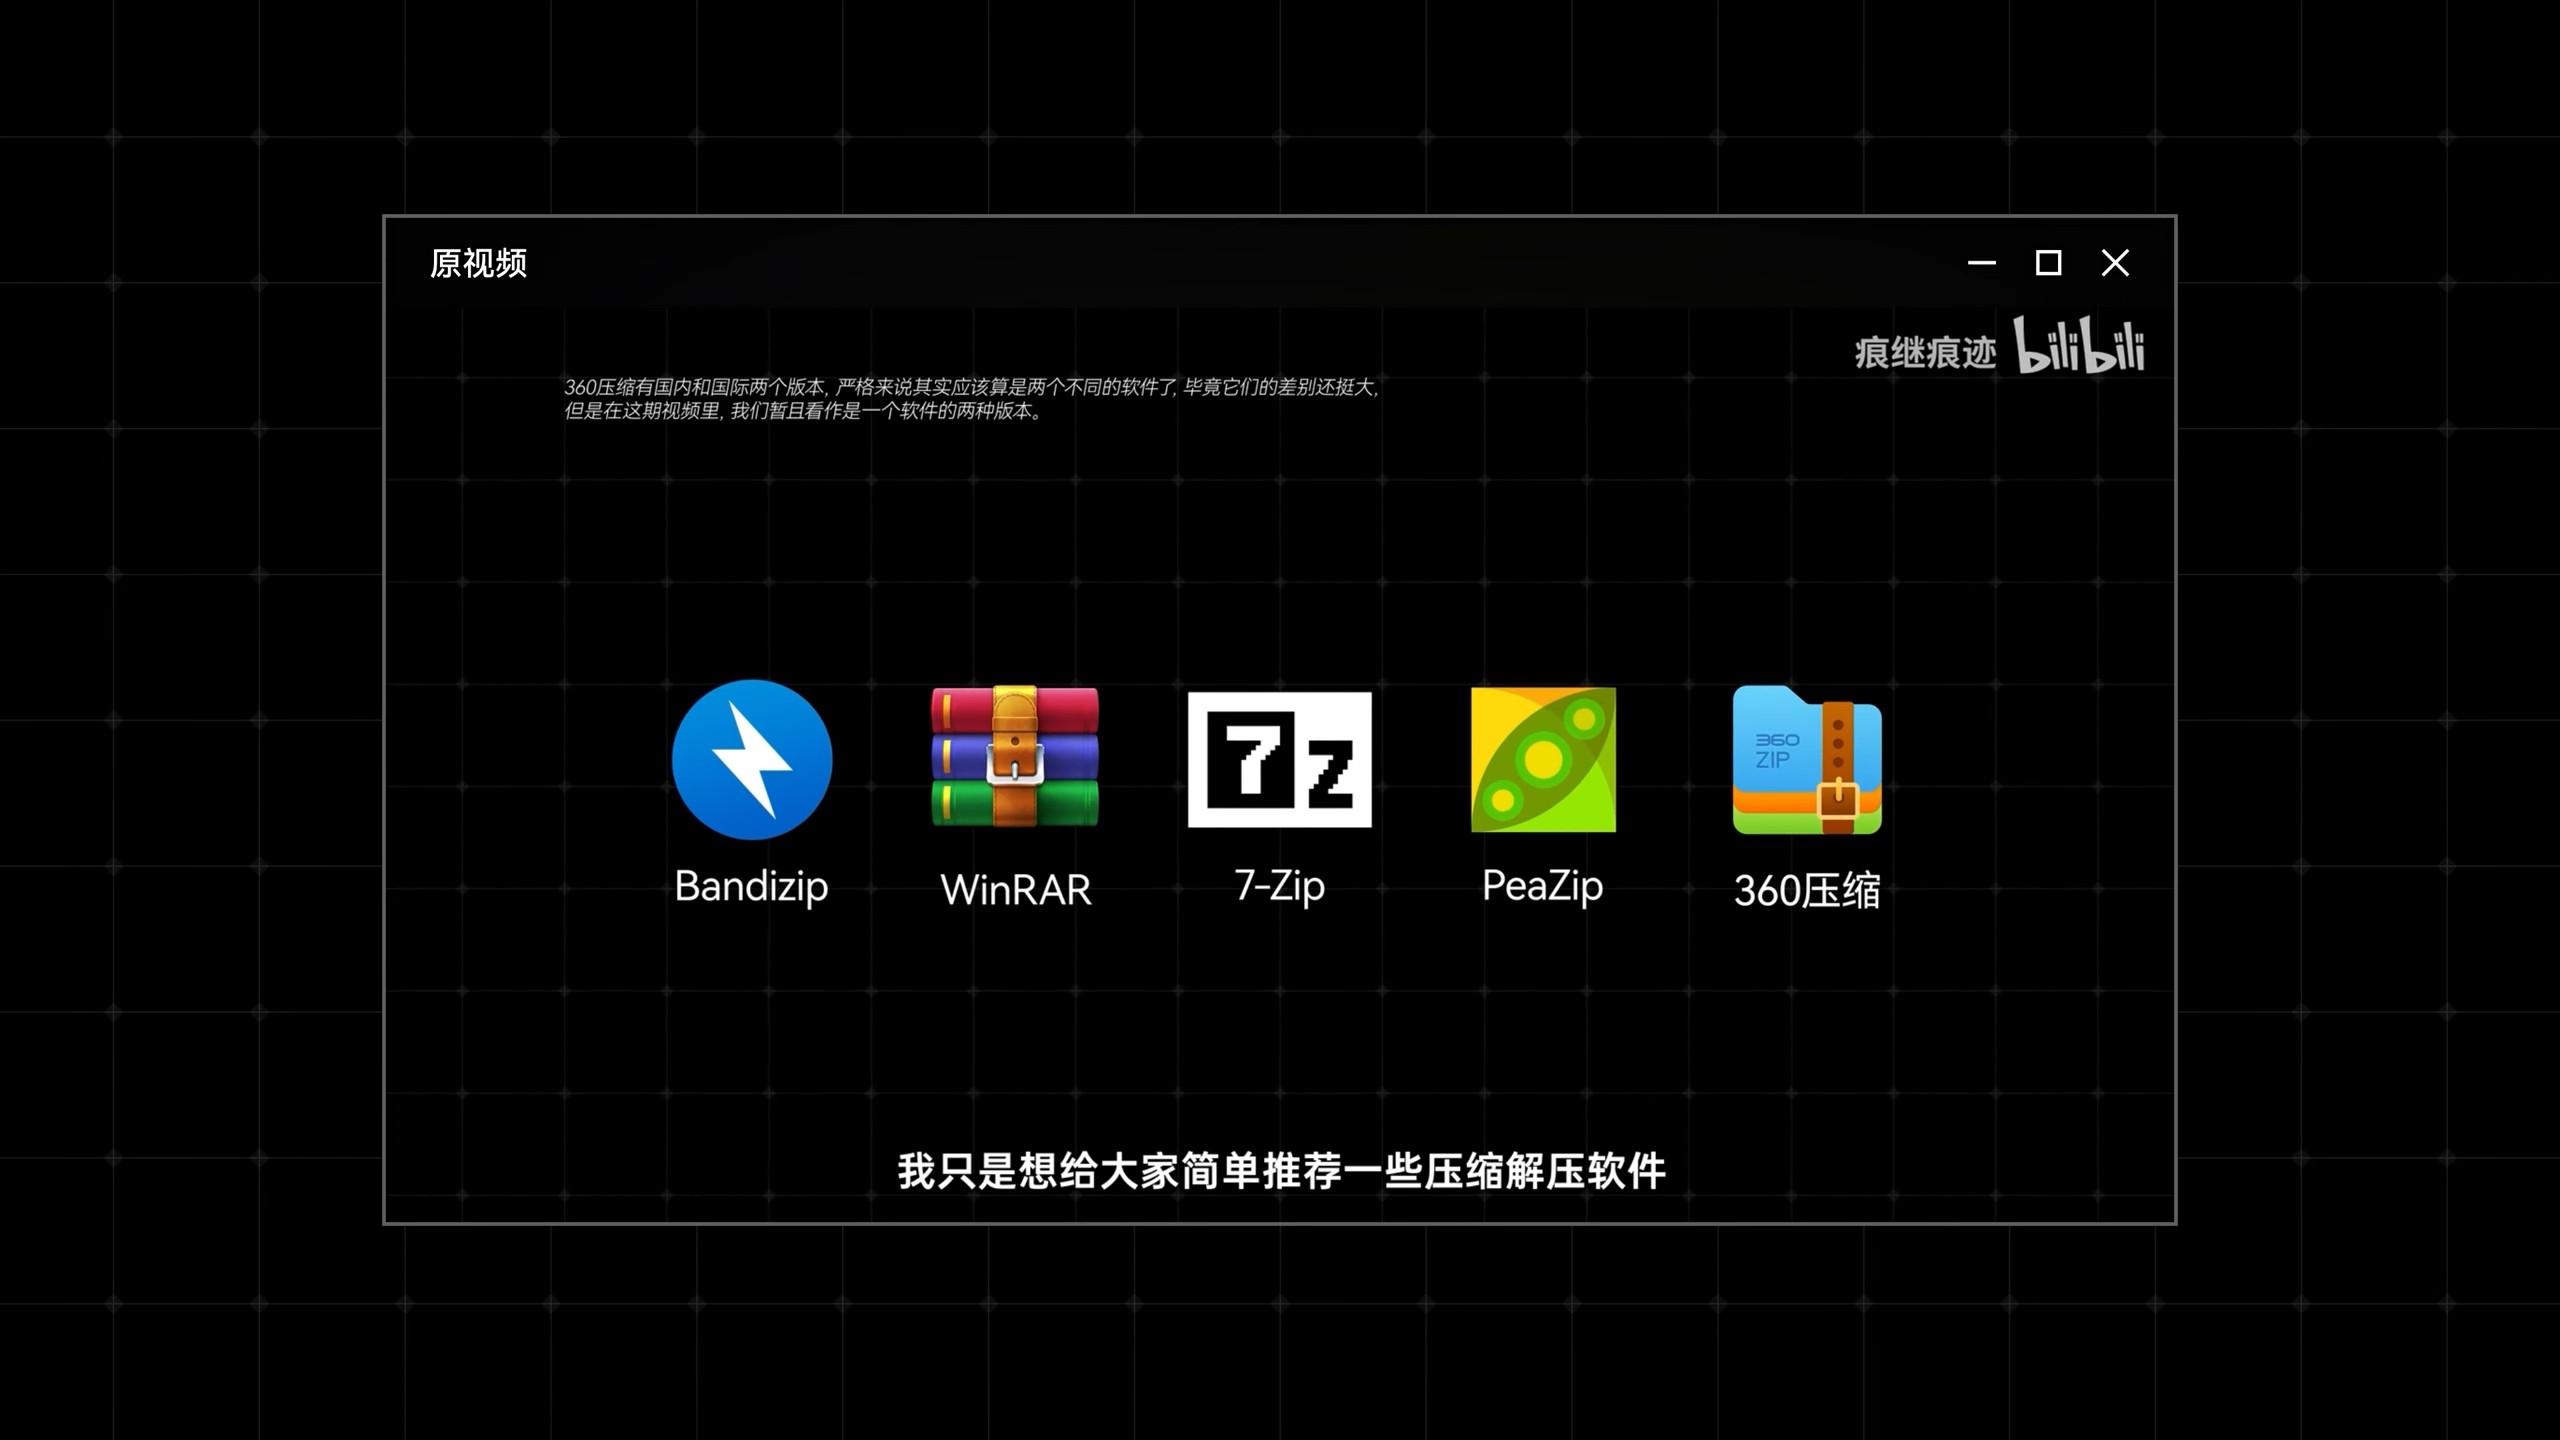 原视频
痕继痕迹 bilibili
360压缩有国内和国际两个版本, 严格来说其实应该算是两个不同的软件了, 毕竟它们的差别还挺大,
但是在这期视频里, 我们暂且看作是一个软件的两种版本。
7z
360
ZIP
Bandizip WinRAR 7-Zip PeaZip 360压缩
我只是想给大家简单推荐一些压缩解压软件